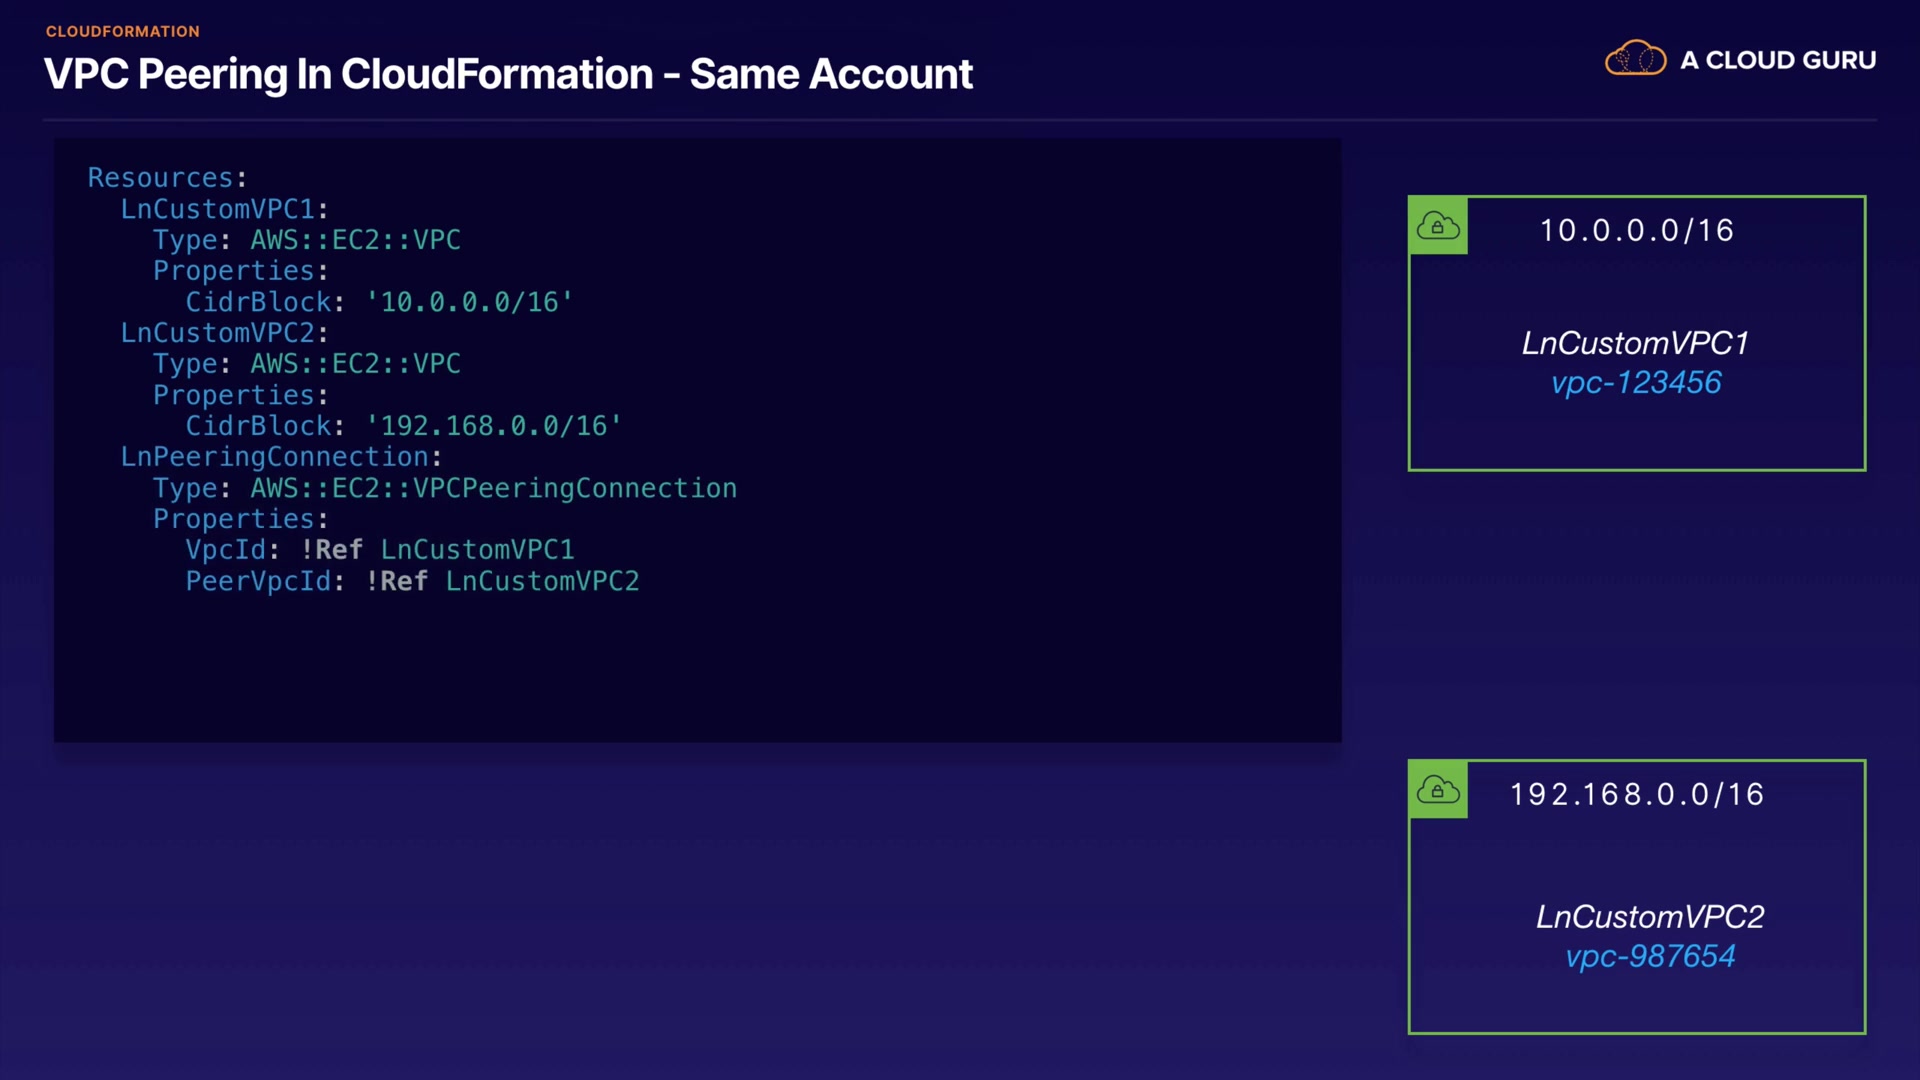 CLOUDFORMATION
VPC Peering In CloudFormation - Same Account
A CLOUD GURU
Resources:
  LnCustomVPC1:
    Type: AWS::EC2::VPC
    Properties:
      CidrBlock: '10.0.0.0/16'
  LnCustomVPC2:
    Type: AWS::EC2::VPC
    Properties:
      CidrBlock: '192.168.0.0/16'
  LnPeeringConnection:
    Type: AWS::EC2::VPCPeeringConnection
    Properties:
      VpcId: !Ref LnCustomVPC1
      PeerVpcId: !Ref LnCustomVPC2
10.0.0.0/16
LnCustomVPC1
vpc-123456
192.168.0.0/16
LnCustomVPC2
vpc-987654